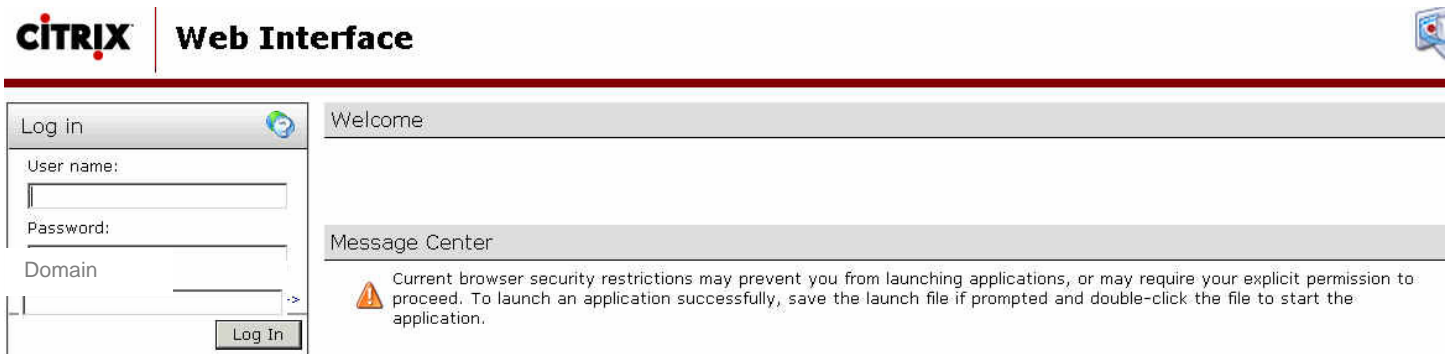 CITRIX Web Interface
Log in
User name:
Password:
Domain
->
Log In
Welcome
Message Center
Current browser security restrictions may prevent you from launching applications, or may require your explicit permission to
proceed. To launch an application successfully, save the launch file if prompted and double-click the file to start the
application.